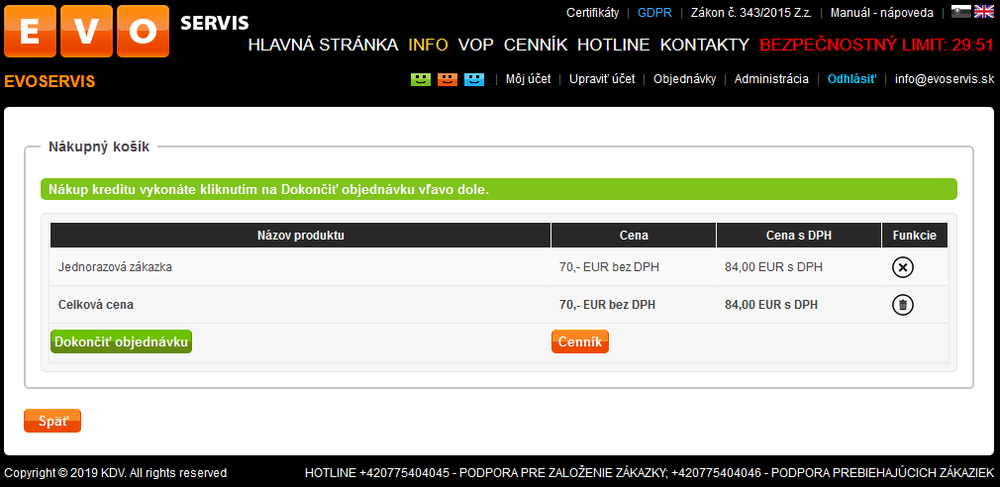 EVO SERVIS
Certifikáty | GDPR | Zákon č. 343/2015 Z.z. | Manuál - nápoveda |
HLAVNÁ STRÁNKA INFO VOP CENNÍK HOTLINE KONTAKTY BEZPEČNOSTNÝ LIMIT: 29:51
EVOSERVIS | Môj účet | Upraviť účet | Objednávky | Administrácia | Odhlásiť | info@evoservis.sk
Nákupný košík
Nákup kreditu vykonáte kliknutím na Dokončiť objednávku vľavo dole.
Názov produktu Cena Cena s DPH Funkcie
Jednorazová zákazka 70,- EUR bez DPH 84,00 EUR s DPH
Celková cena 70,- EUR bez DPH 84,00 EUR s DPH
Dokončiť objednávku Cenník
Späť
Copyright © 2019 KDV. All rights reserved HOTLINE +420775404045 - PODPORA PRE ZALOŽENIE ZÁKAZKY; +420775404046 - PODPORA PREBIEHAJÚCICH ZÁKAZIEK